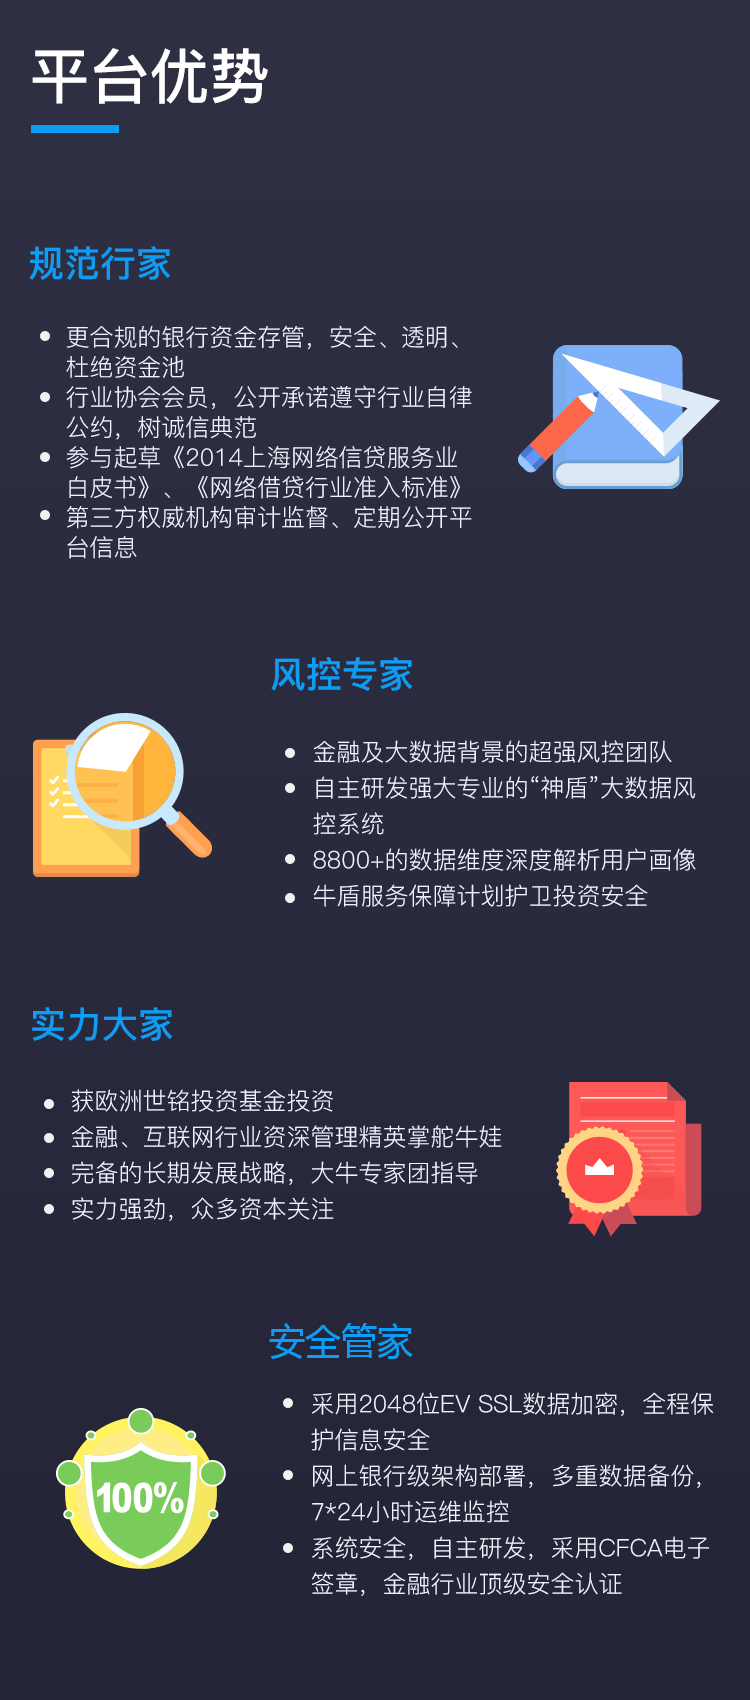 平台优势
规范行家
更合规的银行资金存管，安全、透明、
杜绝资金池
行业协会会员，公开承诺遵守行业自律
公约，树诚信典范
参与起草《2014上海网络信贷服务业
白皮书》、《网络借贷行业准入标准》
第三方权威机构审计监督、定期公开平
台信息
风控专家
金融及大数据背景的超强风控团队
自主研发强大专业的“神盾”大数据风
控系统
8800+的数据维度深度解析用户画像
牛盾服务保障计划护卫投资安全
实力大家
获欧洲世铭投资基金投资
金融、互联网行业资深管理精英掌舵牛娃
完备的长期发展战略，大牛专家团指导
实力强劲，众多资本关注
安全管家
采用2048位EV SSL数据加密，全程保
护信息安全
网上银行级架构部署，多重数据备份，
7*24小时运维监控
系统安全，自主研发，采用CFCA电子
签章，金融行业顶级安全认证
100%